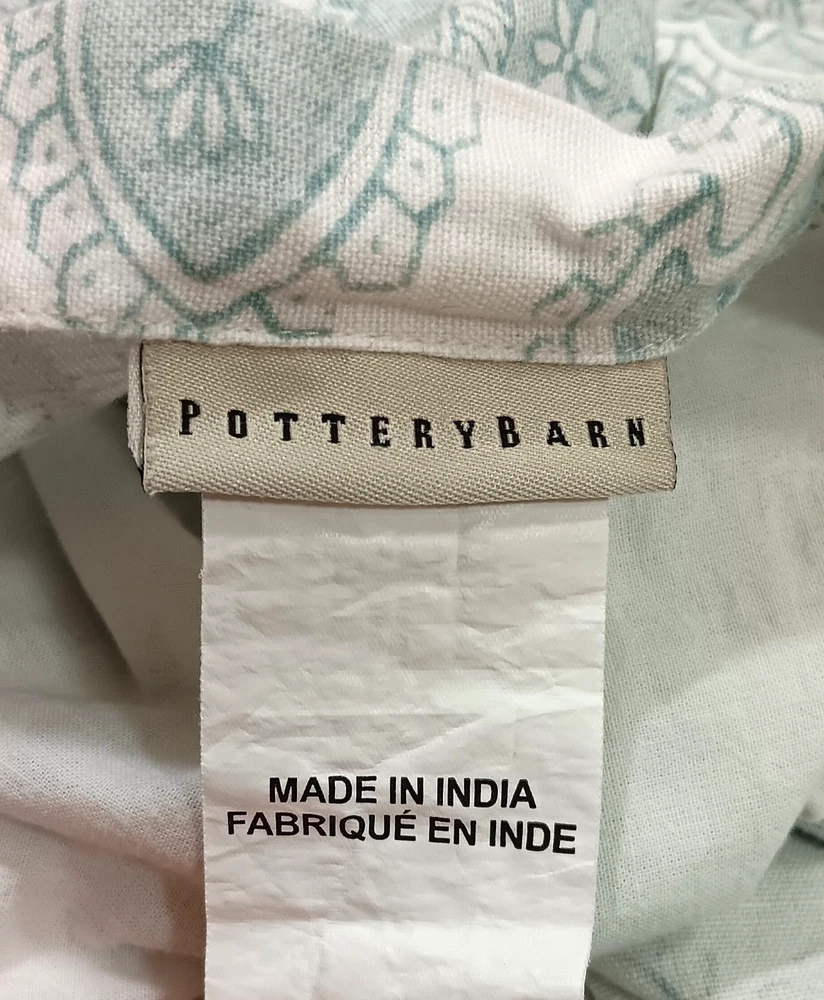 POTTERYBARN
MADE IN INDIA
FABRIQUÉ EN INDE